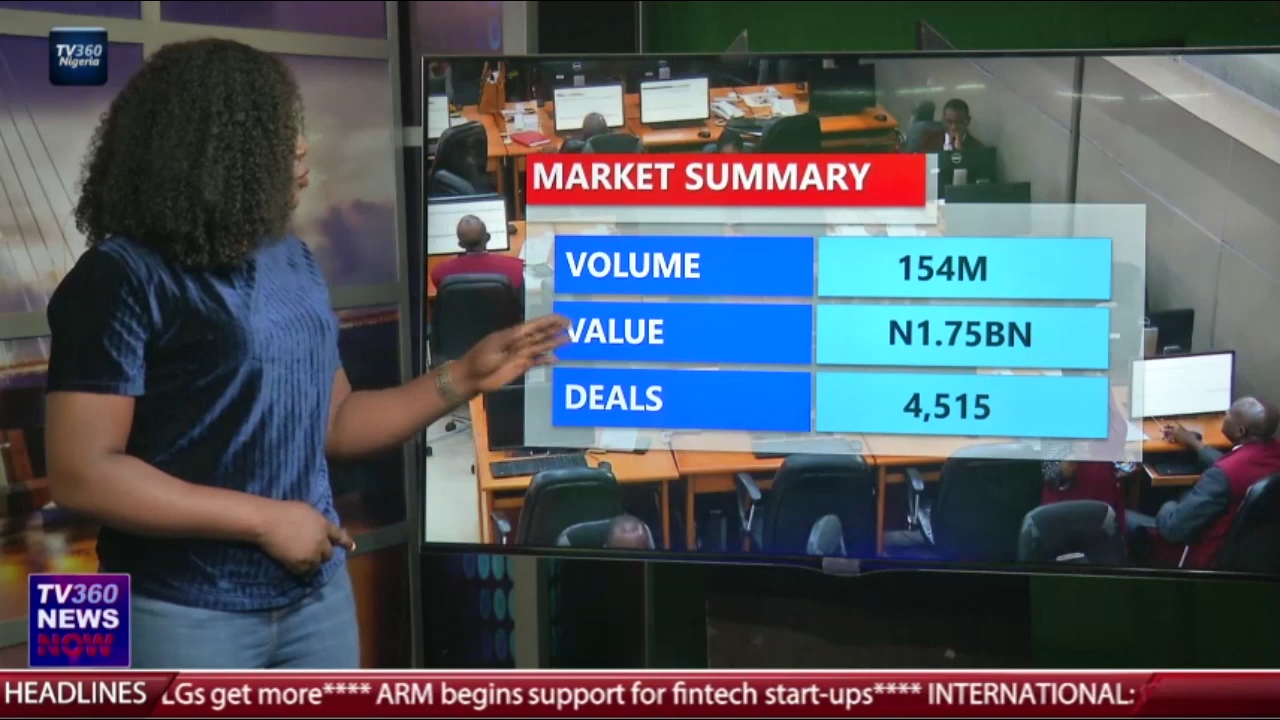 TV360
Nigeria
MARKET SUMMARY
VOLUME 154M
VALUE N1.75BN
DEALS 4,515
TV360
NEWS
NOW
HEADLINES LGs get more**** ARM begins support for fintech start-ups**** INTERNATIONAL: